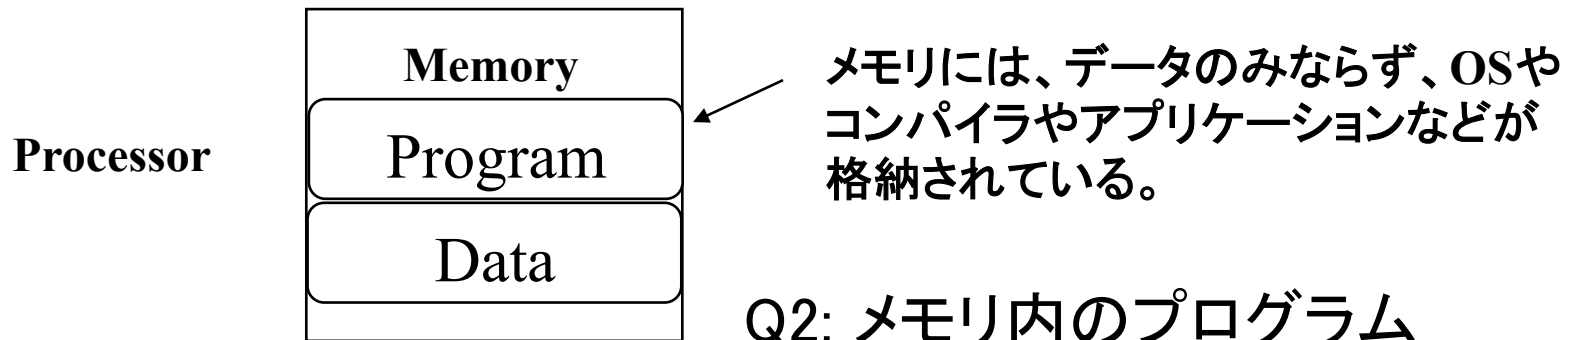 Processor
Memory
Program
Data
メモリには、データのみならず、OSや
コンパイラやアプリケーションなどが
格納されている。
Q2: メモリ内のプログラム